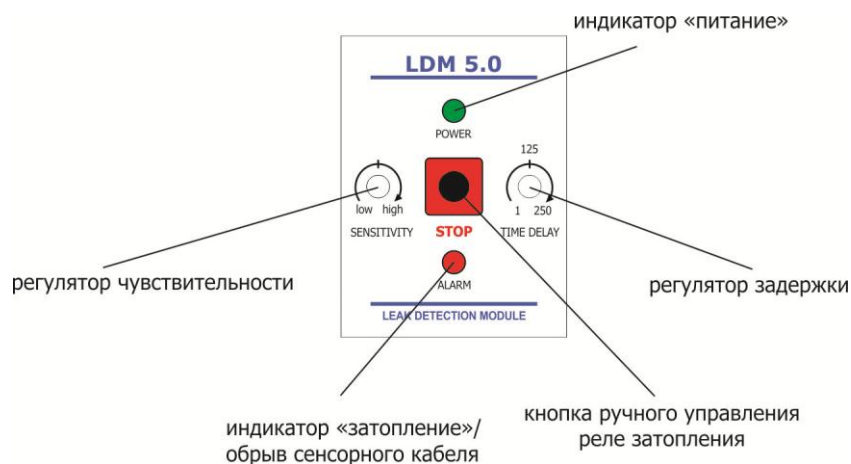 индикатор «питание»
LDM 5.0
POWER
125
low high
1 250
SENSITIVITY
STOP
TIME DELAY
регулятор чувствительности
ALARM
регулятор задержки
LEAK DETECTION MODULE
индикатор «затопление»/
обрыв сенсорного кабеля
кнопка ручного управления
реле затопления